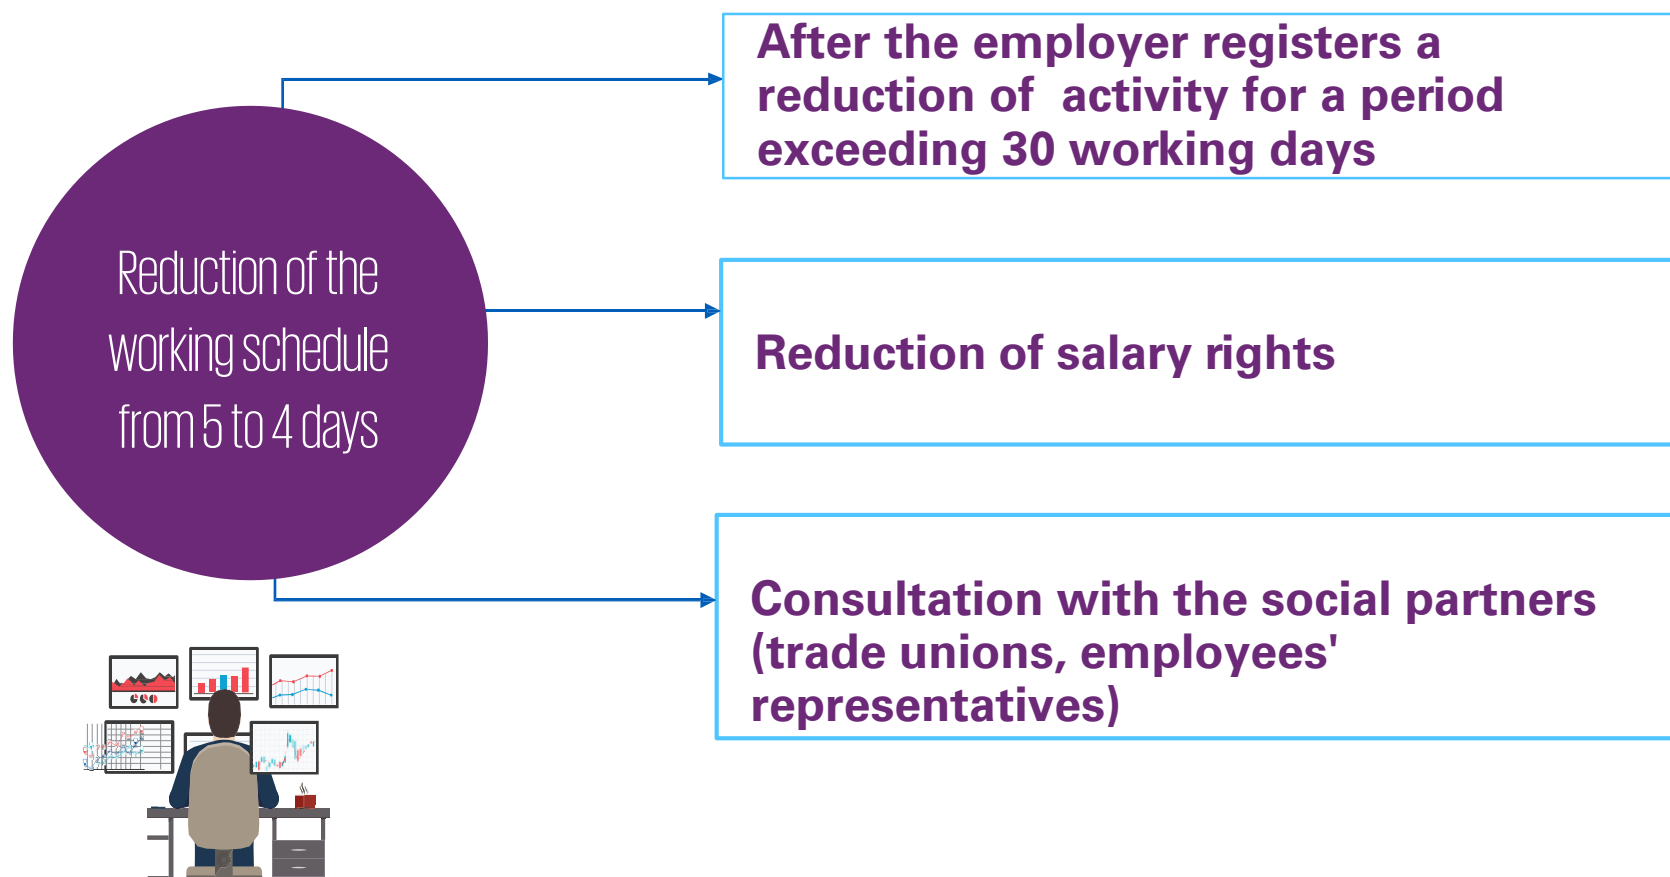 After the employer registers a
reduction of  activity for a period
exceeding 30 working days
Reduction of the
working schedule
from 5 to 4 days
Reduction of salary rights
Consultation with the social partners
(trade unions, employees'
representatives)